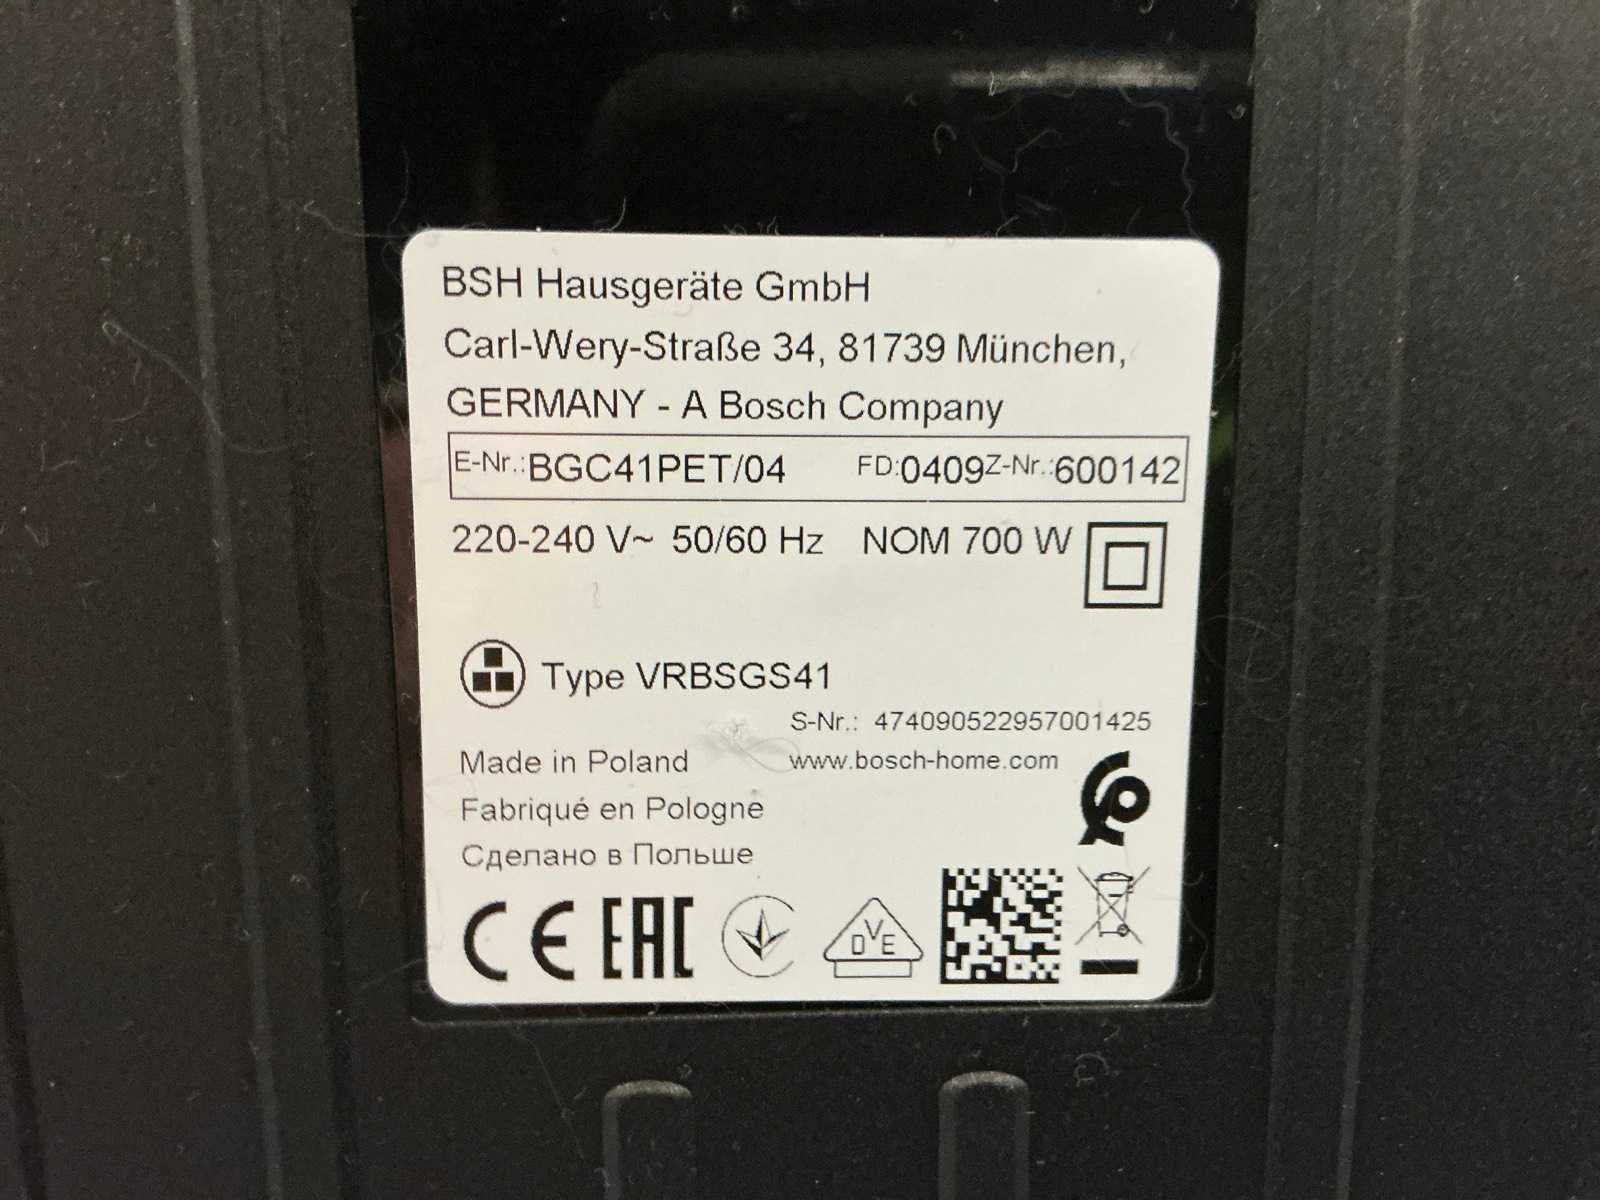 BSH Hausgeräte GmbH
Carl-Wery-Straße 34, 81739 München,
GERMANY - A Bosch Company
E-Nr.:BGC41PET/04 FD:0409 Z-Nr.:600142
220-240 V~ 50/60 Hz NOM 700 W
Type VRBSGS41
S-Nr.: 474090522957001425
Made in Poland www.bosch-home.com
Fabriqué en Pologne
Сделано в Польше
CE EAC DVE